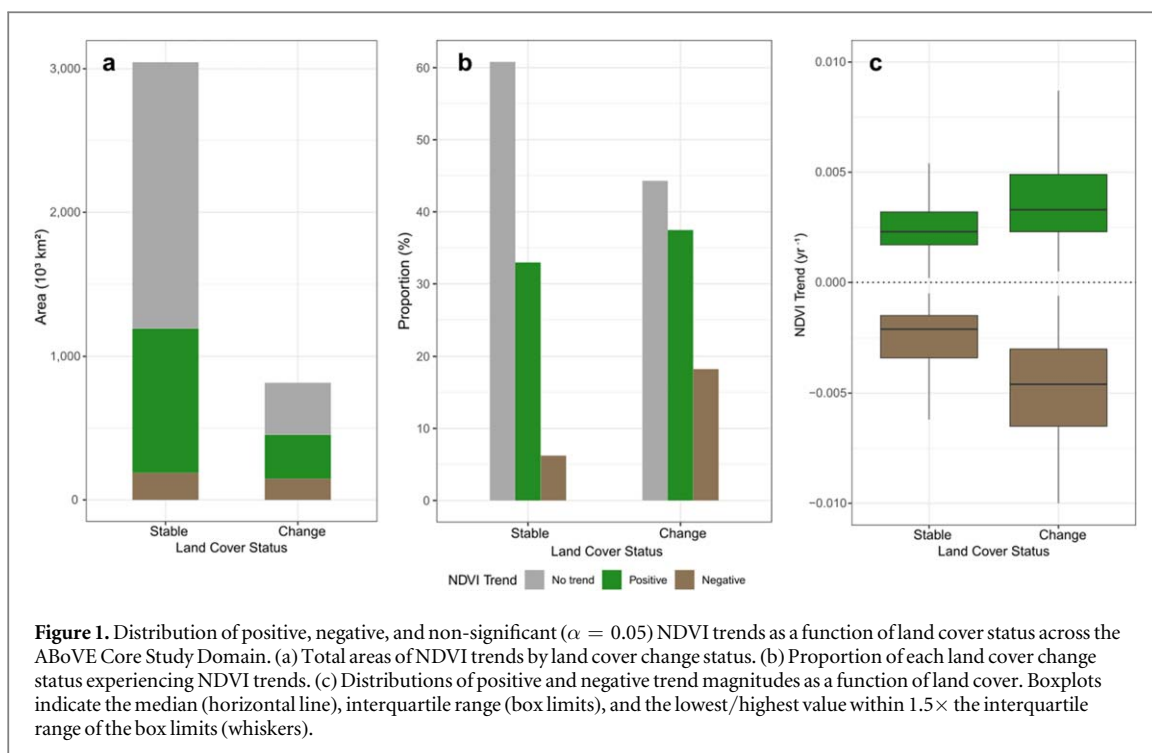 a
3,000
2,000
1,000
0
Area (10³ km²)
Stable
Change
Land Cover Status
b
60
50
40
30
20
10
0
Proportion (%)
Stable
Change
Land Cover Status
c
0.010
0.005
0.000
−0.005
−0.010
NDVI Trend (yr⁻¹)
Stable
Change
Land Cover Status
NDVI Trend No trend Positive Negative
Figure 1. Distribution of positive, negative, and non-significant (α = 0.05) NDVI trends as a function of land cover status across the
ABoVE Core Study Domain. (a) Total areas of NDVI trends by land cover change status. (b) Proportion of each land cover change
status experiencing NDVI trends. (c) Distributions of positive and negative trend magnitudes as a function of land cover. Boxplots
indicate the median (horizontal line), interquartile range (box limits), and the lowest/highest value within 1.5× the interquartile
range of the box limits (whiskers).